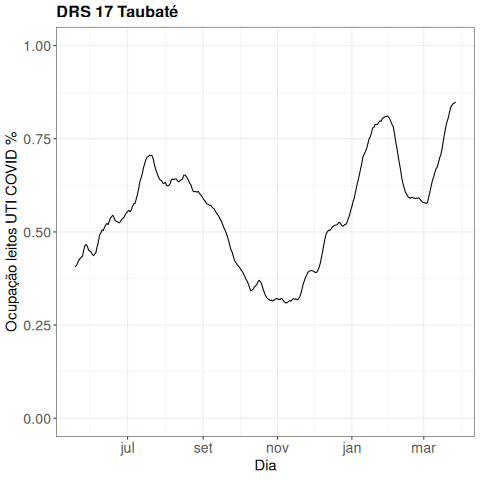 DRS 17 Taubaté
Ocupação leitos UTI COVID %
1.00
0.75
0.50
0.25
0.00
jul set nov jan mar
Dia